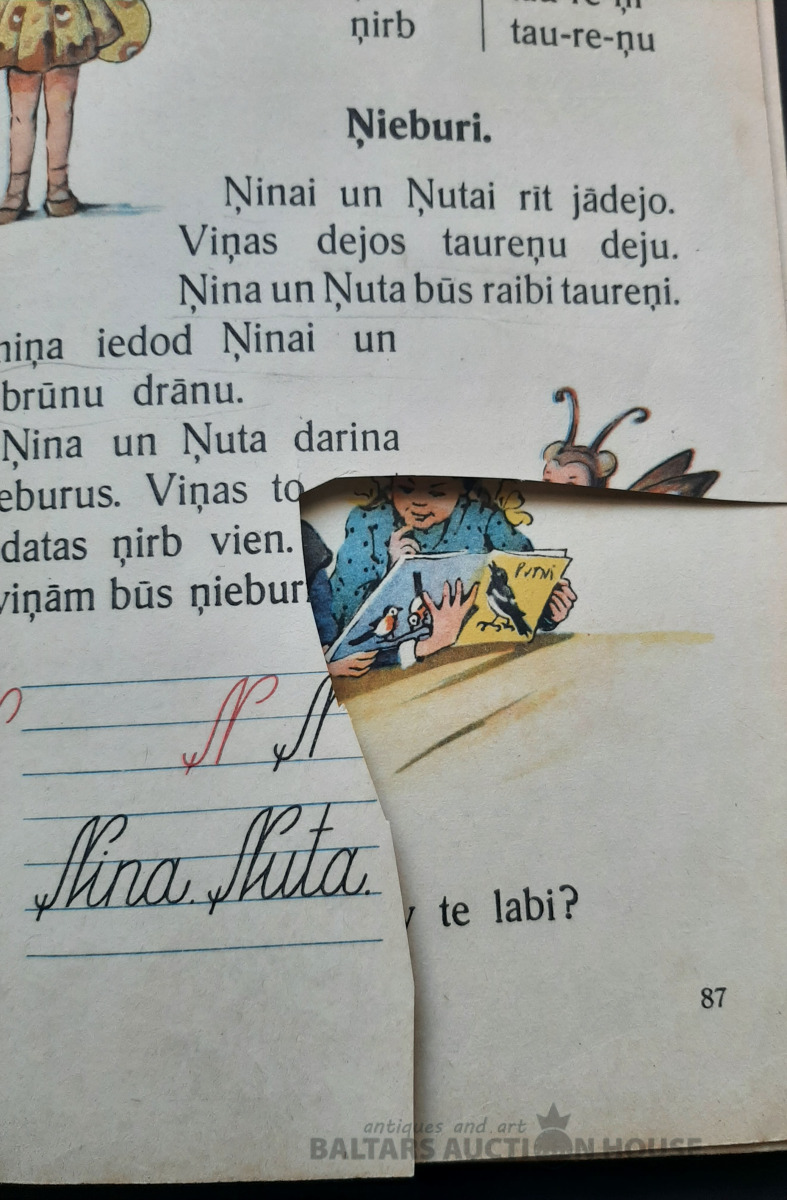 ņirb
tau-re-ņu
Ņieburi.
Ņinai un Ņutai rīt jādejo.
Viņas dejos taureņu deju.
Ņina un Ņuta būs raibi taureņi.
iedod Ņinai un
brūnu drānu.
Ņina un Ņuta darina
Viņas to
ņirb vien.
būs
PUTNI
N N
Ņina. Ņuta.
te labi?
87
antiques and art
BALTARS AUCTION HOUSE